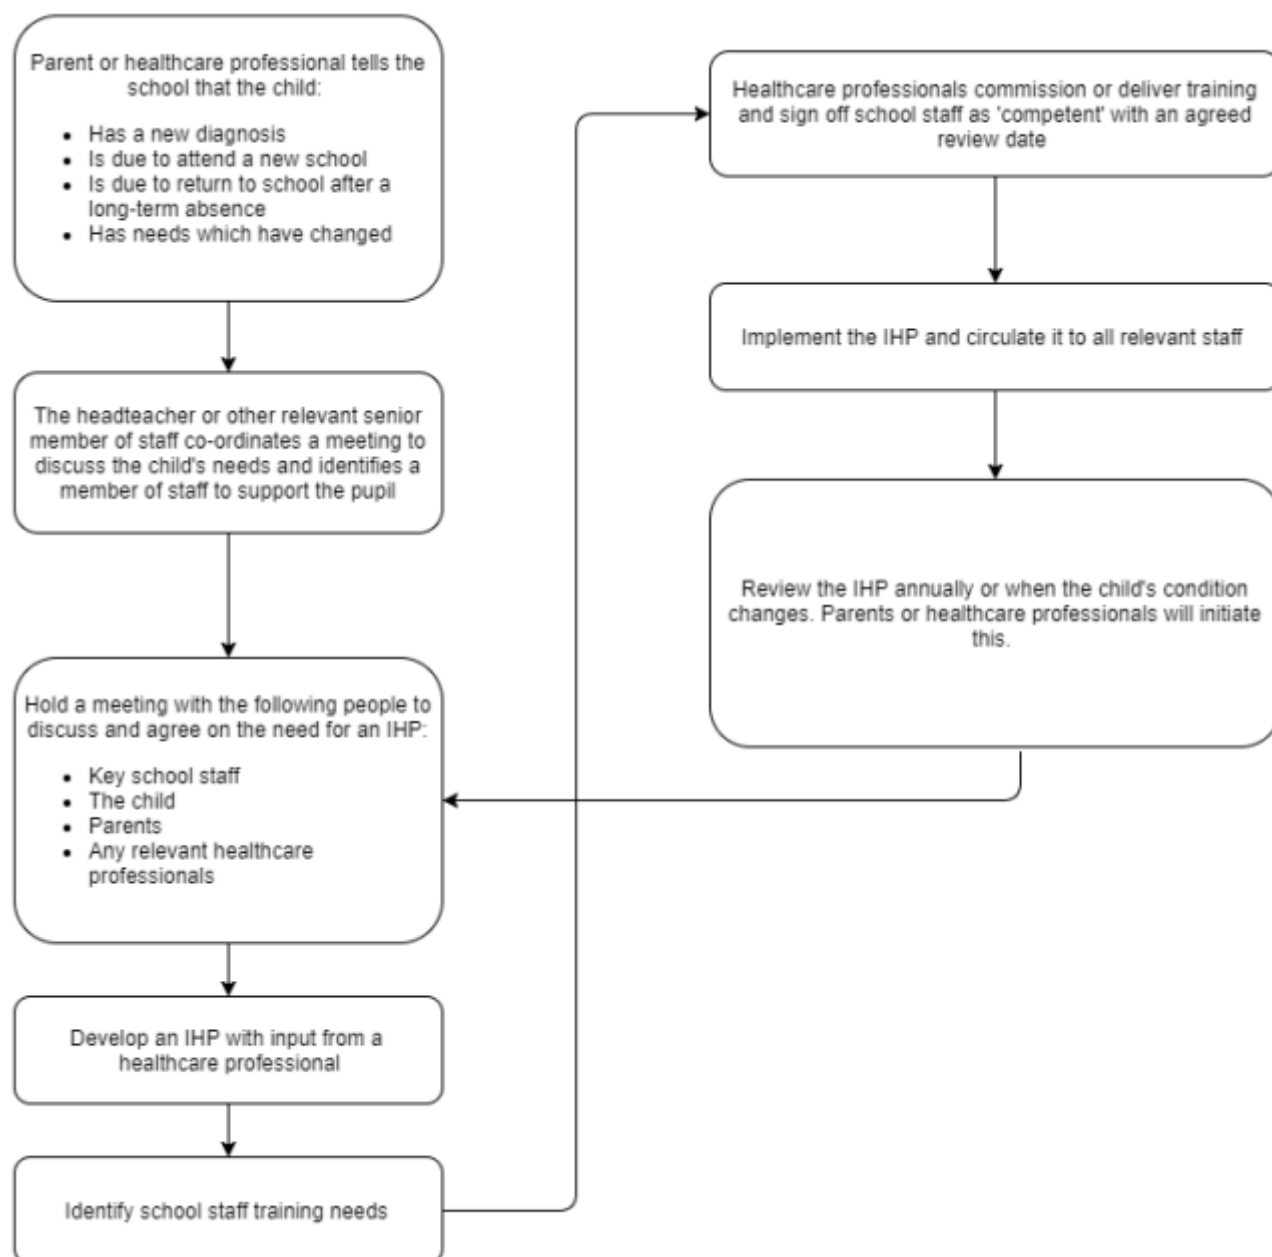 Parent or healthcare professional tells the
school that the child:
• Has a new diagnosis
• Is due to attend a new school
• Is due to return to school after a
long-term absence
• Has needs which have changed
The headteacher or other relevant senior
member of staff co-ordinates a meeting to
discuss the child's needs and identifies a
member of staff to support the pupil
Hold a meeting with the following people to
discuss and agree on the need for an IHP:
• Key school staff
• The child
• Parents
• Any relevant healthcare
professionals
Develop an IHP with input from a
healthcare professional
Identify school staff training needs
Healthcare professionals commission or deliver training
and sign off school staff as 'competent' with an agreed
review date
Implement the IHP and circulate it to all relevant staff
Review the IHP annually or when the child's condition
changes. Parents or healthcare professionals will initiate
this.